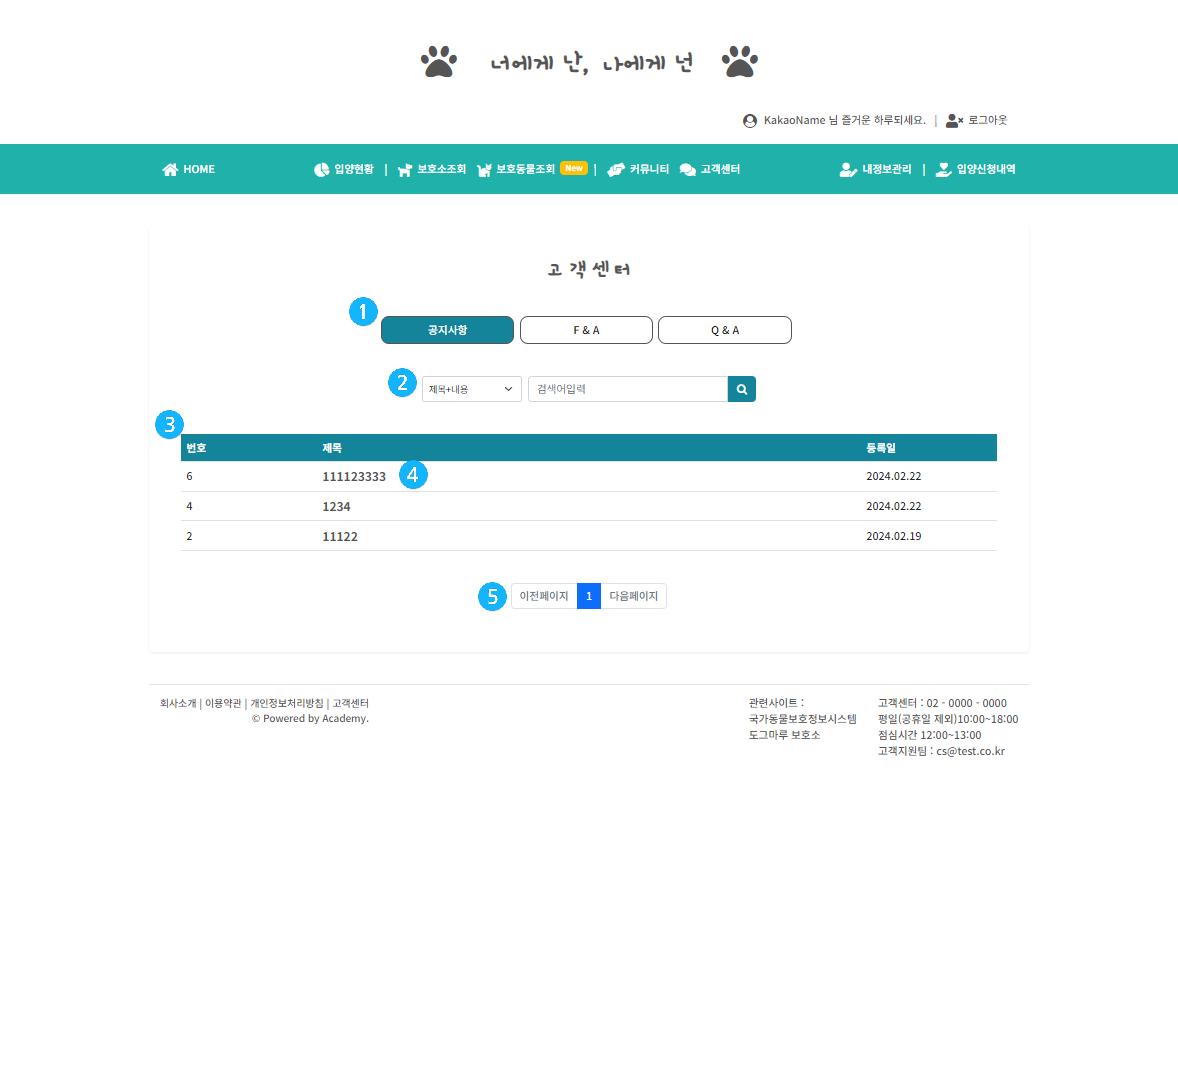 너에게 난, 나에게 넌
KakaoName 님 즐거운 하루되세요. | 로그아웃
HOME 입양현황 | 보호소조회 보호동물조회 New | 커뮤니티 고객센터 내정보관리 | 입양신청내역
고객센터
1 공지사항 F & A Q & A
2 제목+내용 검색어입력
3
번호 제목 등록일
6 111123333 4 2024.02.22
4 1234 2024.02.22
2 11122 2024.02.19
5 이전페이지 1 다음페이지
회사소개 | 이용약관 | 개인정보처리방침 | 고객센터
© Powered by Academy.
관련사이트 :
국가동물보호정보시스템
도그마루 보호소
고객센터 : 02 - 0000 - 0000
평일(공휴일 제외)10:00~18:00
점심시간 12:00~13:00
고객지원팀 : cs@test.co.kr